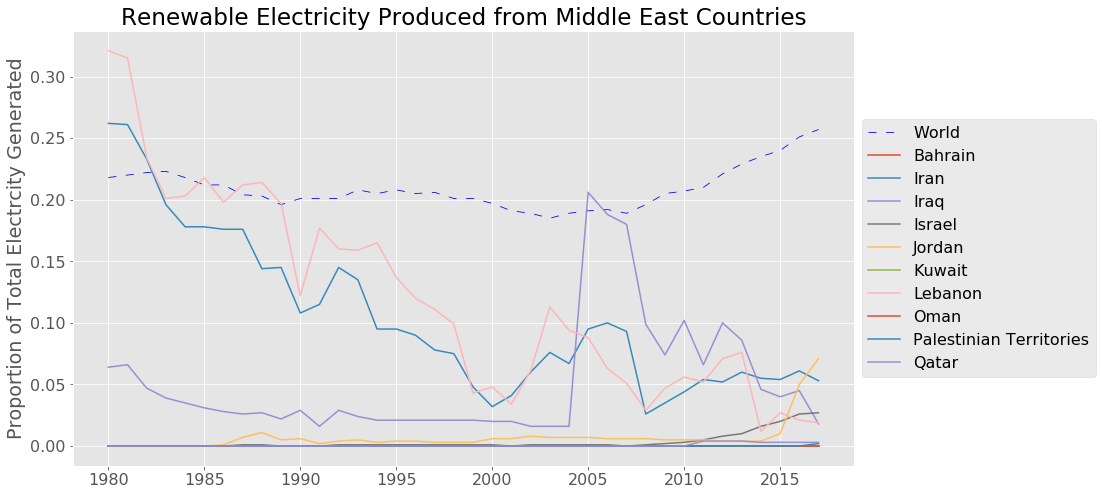 Renewable Electricity Produced from Middle East Countries
Proportion of Total Electrcity Generated
0.30
0.25
0.20
0.15
0.10
0.05
0.00
1980
1985
1990
1995
2000
2005
2010
2015
World
Bahrain
Iran
Iraq
Israel
Jordan
Kuwait
Lebanon
Oman
Palestinian Territories
Qatar